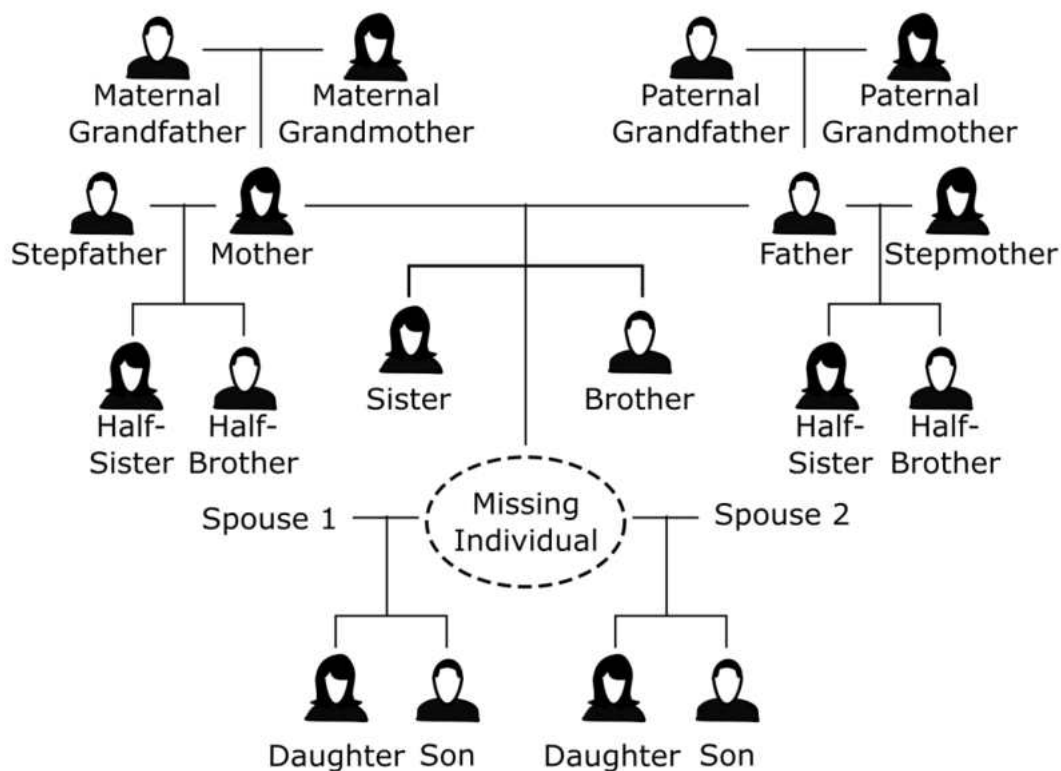 Maternal Grandfather
Maternal Grandmother
Paternal Grandfather
Paternal Grandmother
Stepfather
Mother
Father
Stepmother
Sister
Brother
Half-
Sister
Half-
Brother
Half-
Sister
Half-
Brother
Spouse 1
Missing
Individual
Spouse 2
Daughter
Son
Daughter
Son